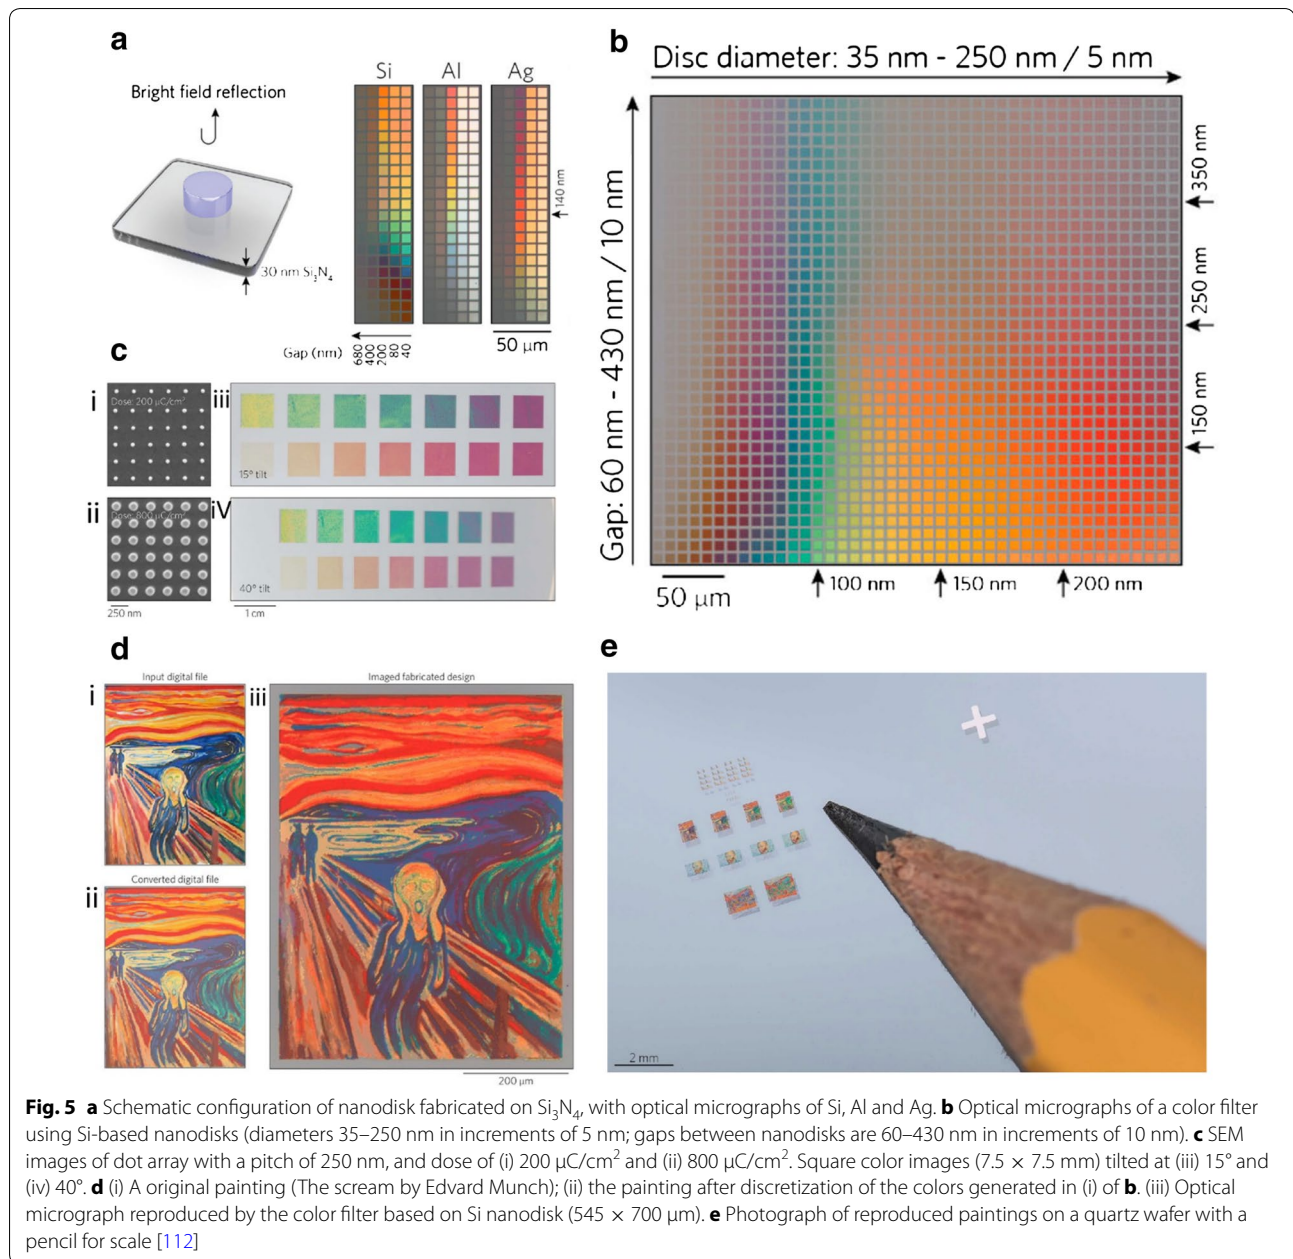 a
Bright field reflection
30 nm Si₃N₄
Si Al Ag
140 nm
Gap (nm)
680
400
200
80
40
50 μm
b
Disc diameter: 35 nm - 250 nm / 5 nm
Gap: 60 nm - 430 nm / 10 nm
350 nm
250 nm
150 nm
50 μm
100 nm 150 nm 200 nm
c
i
Dose: 200 μC/cm²
ii
Dose: 800 μC/cm²
250 nm
iii
15° tilt
iV
40° tilt
1 cm
d
i
Input digital file
ii
Converted digital file
iii
Imaged fabricated design
200 μm
e
2 mm
Fig. 5 a Schematic configuration of nanodisk fabricated on Si₃N₄, with optical micrographs of Si, Al and Ag. b Optical micrographs of a color filter
using Si-based nanodisks (diameters 35–250 nm in increments of 5 nm; gaps between nanodisks are 60–430 nm in increments of 10 nm). c SEM
images of dot array with a pitch of 250 nm, and dose of (i) 200 μC/cm² and (ii) 800 μC/cm². Square color images (7.5 × 7.5 mm) tilted at (iii) 15° and
(iv) 40°. d (i) A original painting (The scream by Edvard Munch); (ii) the painting after discretization of the colors generated in (i) of b. (iii) Optical
micrograph reproduced by the color filter based on Si nanodisk (545 × 700 μm). e Photograph of reproduced paintings on a quartz wafer with a
pencil for scale [112]